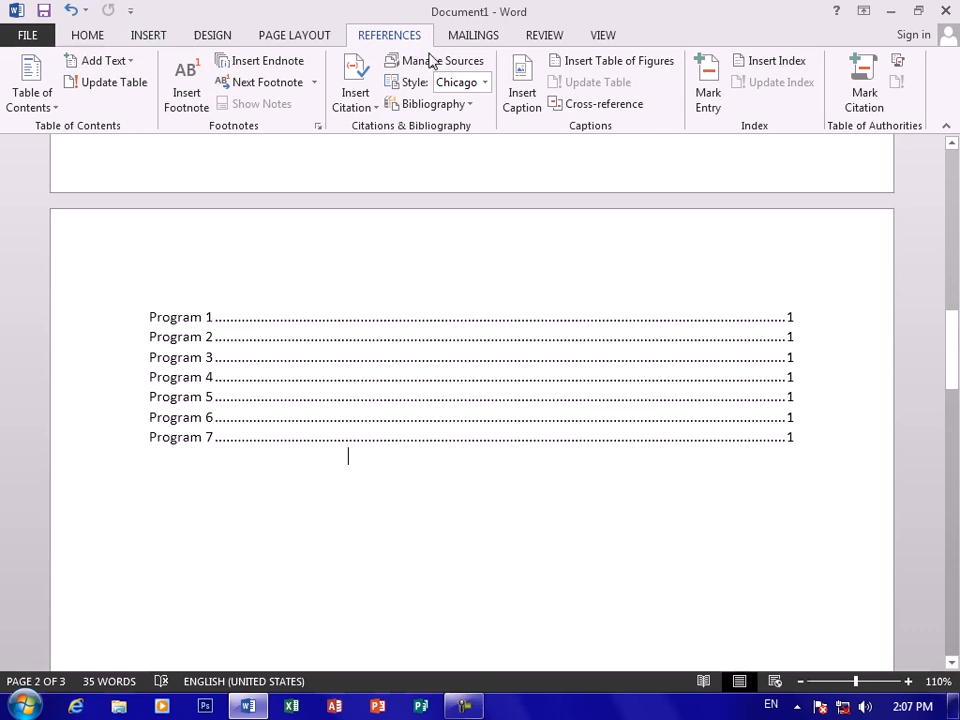 Document1 - Word
Sign in
FILE HOME INSERT DESIGN PAGE LAYOUT REFERENCES MAILINGS REVIEW VIEW
Table of Contents
Add Text
Update Table
Table of Contents
AB1
Insert Footnote
Insert Endnote
AB1 Next Footnote
Show Notes
Footnotes
Insert Citation
Sources
Style: Chicago
Bibliography
Citations & Bibliography
Insert Caption
Insert Table of Figures
Update Table
Cross-reference
Captions
Mark Entry
Insert Index
Update Index
Index
Mark Citation
Table of Authorities
Program 1 1
Program 2 1
Program 3 1
Program 4 1
Program 5 1
Program 6 1
Program 7 1
PAGE 2 OF 3 35 WORDS ENGLISH (UNITED STATES) 110%
EN 2:07 PM